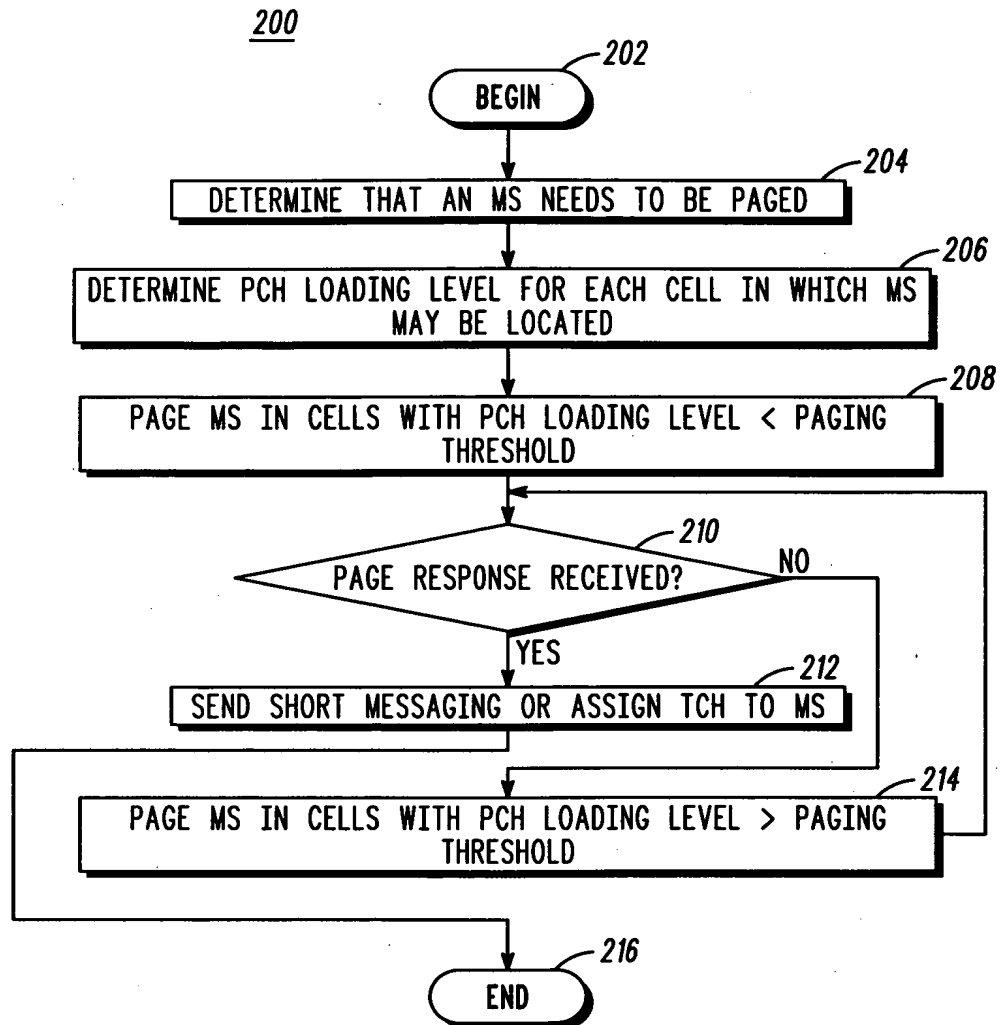 200
202
BEGIN
204
DETERMINE THAT AN MS NEEDS TO BE PAGED
206
DETERMINE PCH LOADING LEVEL FOR EACH CELL IN WHICH MS
MAY BE LOCATED
208
PAGE MS IN CELLS WITH PCH LOADING LEVEL < PAGING
THRESHOLD
210
PAGE RESPONSE RECEIVED?
NO
YES
212
SEND SHORT MESSAGING OR ASSIGN TCH TO MS
214
PAGE MS IN CELLS WITH PCH LOADING LEVEL > PAGING
THRESHOLD
216
END